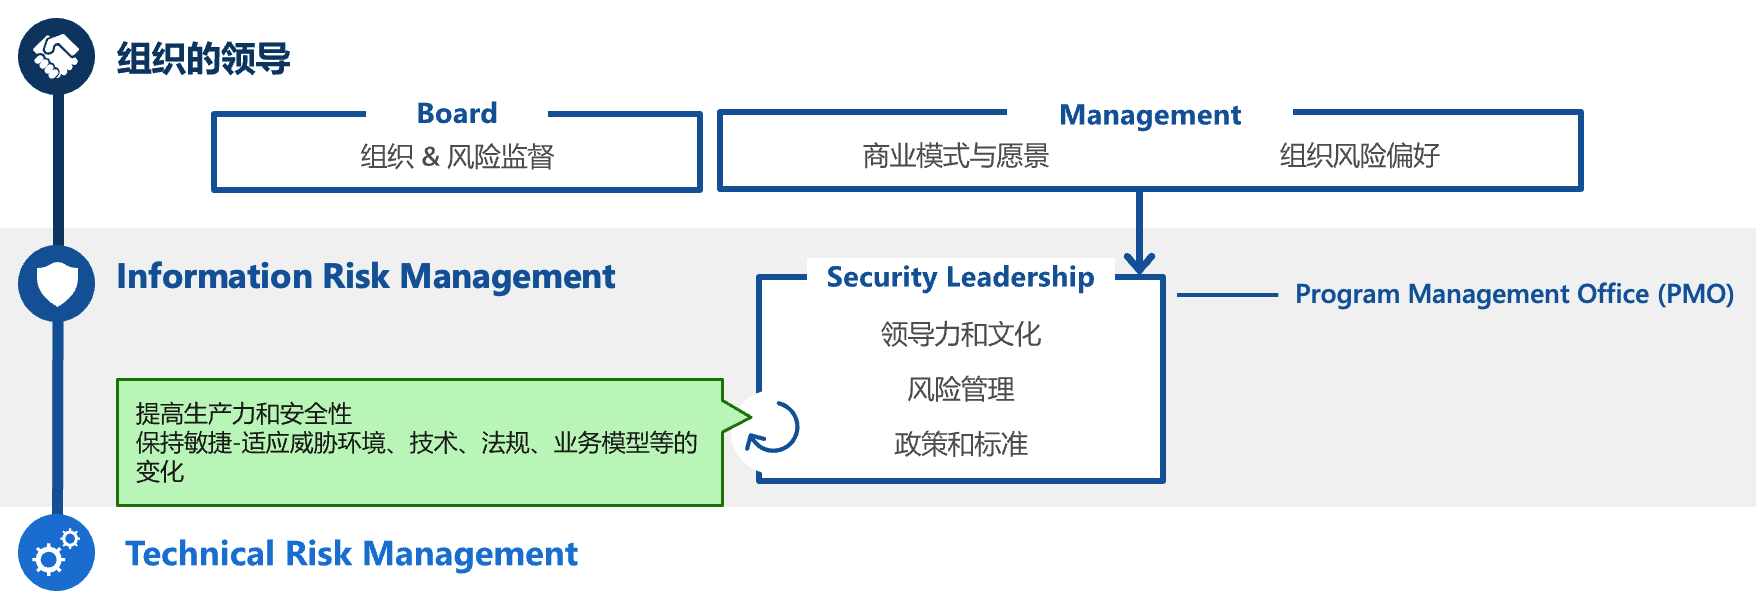 组织的领导
Board
组织 & 风险监督
Management
商业模式与愿景
组织风险偏好
Information Risk Management
Security Leadership
Program Management Office (PMO)
领导力和文化
风险管理
政策和标准
提高生产力和安全性
保持敏捷-适应威胁环境、技术、法规、业务模型等的
变化
Technical Risk Management